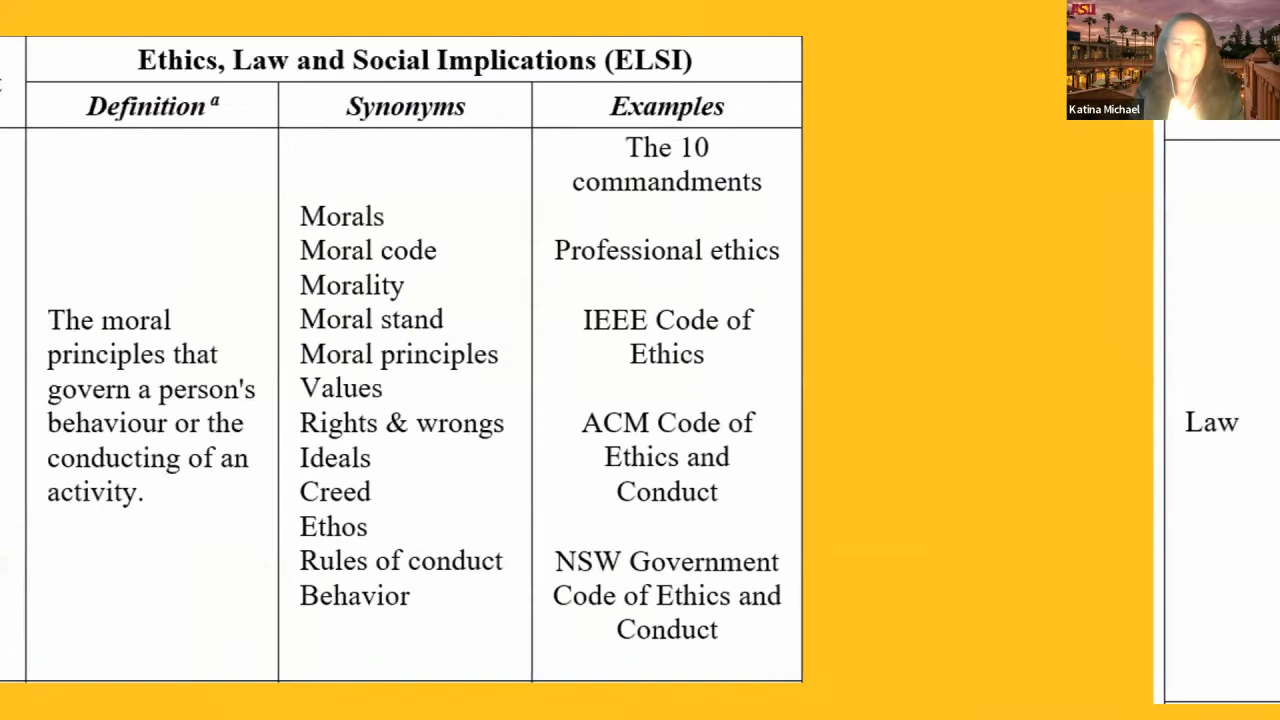 ASU
Katina Michael
Ethics, Law and Social Implications (ELSI)
Definition a
Synonyms
Examples
The moral
principles that
govern a person's
behaviour or the
conducting of an
activity.
Morals
Moral code
Morality
Moral stand
Moral principles
Values
Rights & wrongs
Ideals
Creed
Ethos
Rules of conduct
Behavior
The 10
commandments
Professional ethics
IEEE Code of
Ethics
ACM Code of
Ethics and
Conduct
NSW Government
Code of Ethics and
Conduct
Law